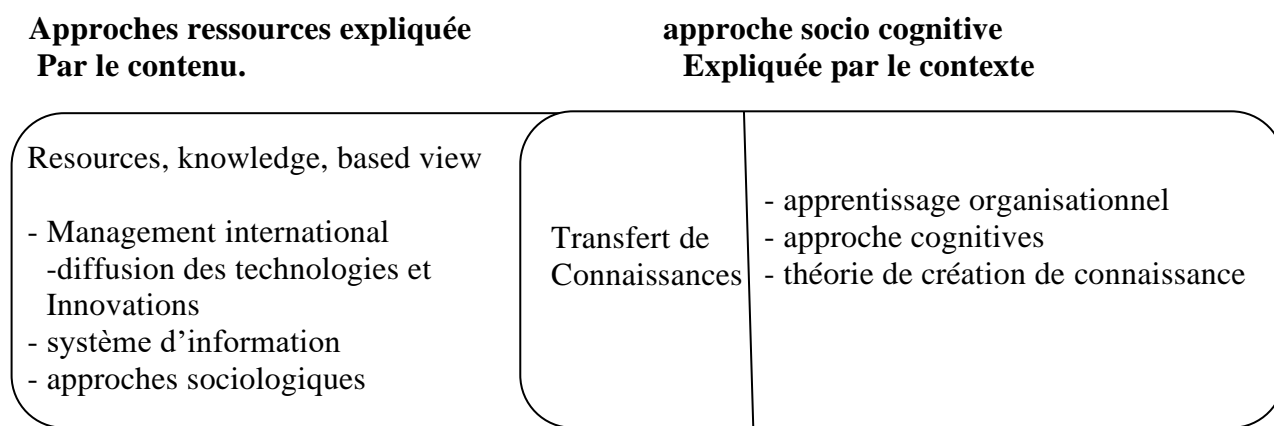 Approches ressources expliquée
Par le contenu.
approche socio cognitive
Expliquée par le contexte
Resources, knowledge, based view
- Management international
-diffusion des technologies et
Innovations
- système d’information
- approches sociologiques
Transfert de
Connaissances
- apprentissage organisationnel
- approche cognitives
- théorie de création de connaissance